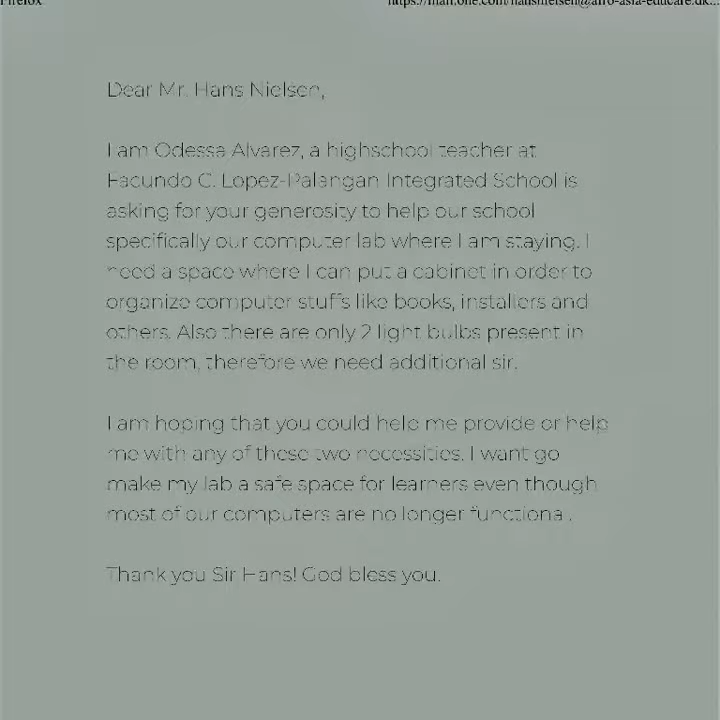 Firefox
Dear Mr. Hans Nielsen,
I am Odessa Alvarez, a highschool teacher at
Facundo C. Lopez-Palangan Integrated School is
asking for your generosity to help our school
specifically our computer lab where I am staying. I
need a space where I can put a cabinet in order to
organize computer stuffs like books, installers and
others. Also there are only 2 light bulbs present in
the room, therefore we need additional sir.
I am hoping that you could help me provide or help
me with any of these two necessities. I want go
make my lab a safe space for learners even though
most of our computers are no longer functional.
Thank you Sir Hans! God bless you.